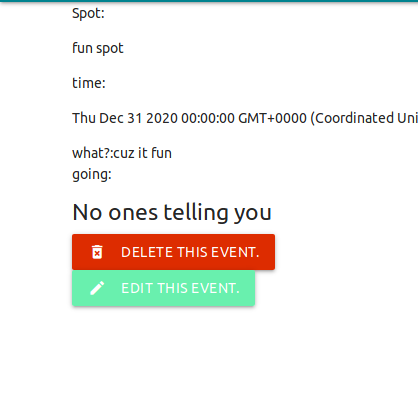 Spot:
fun spot
time:
Thu Dec 31 2020 00:00:00 GMT+0000 (Coordinated Uni
what?:cuz it fun
going:
No ones telling you
DELETE THIS EVENT.
EDIT THIS EVENT.